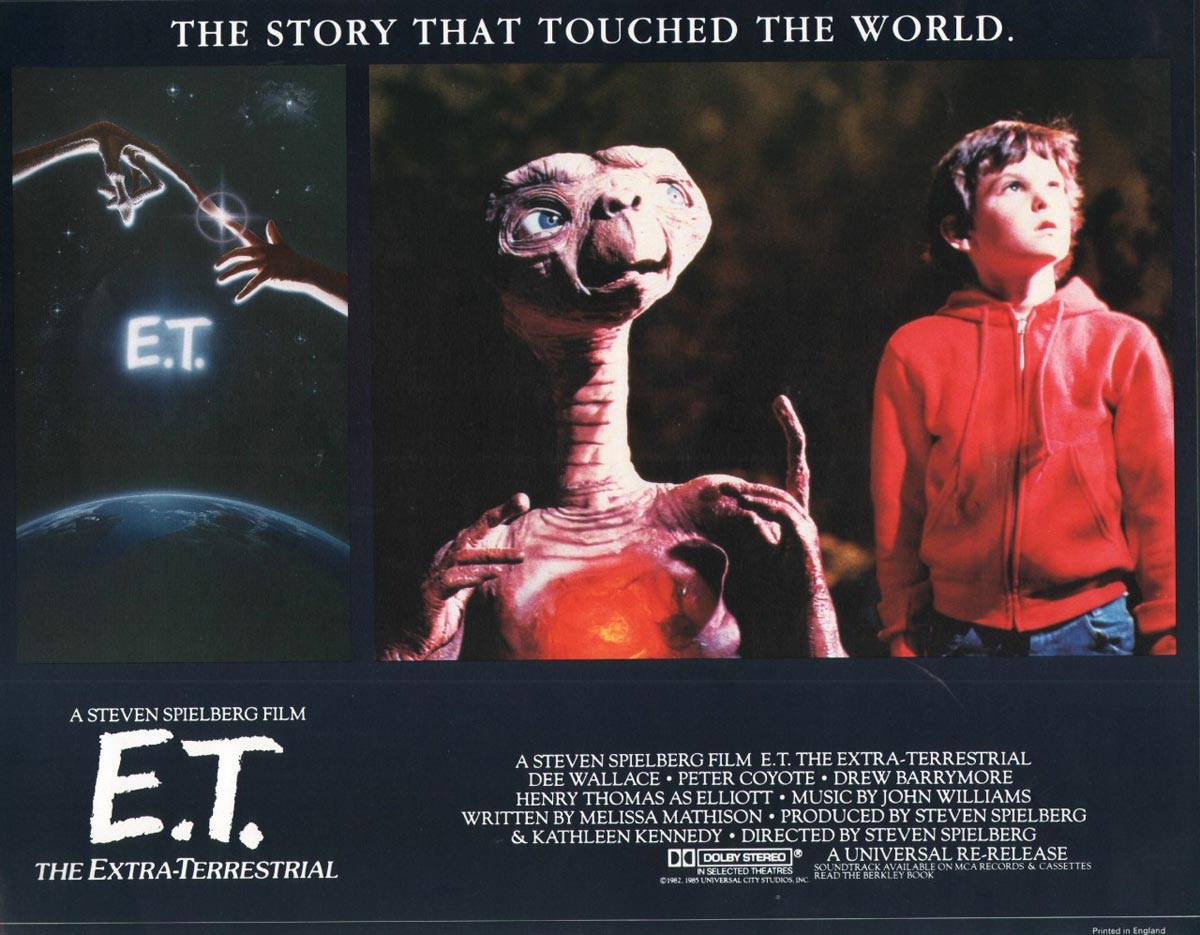 THE STORY THAT TOUCHED THE WORLD.
E.T.
A STEVEN SPIELBERG FILM
E.T.
THE EXTRA-TERRESTRIAL
A STEVEN SPIELBERG FILM E.T. THE EXTRA-TERRESTRIAL
DEE WALLACE • PETER COYOTE • DREW BARRYMORE
HENRY THOMAS AS ELLIOTT • MUSIC BY JOHN WILLIAMS
WRITTEN BY MELISSA MATHISON • PRODUCED BY STEVEN SPIELBERG
& KATHLEEN KENNEDY • DIRECTED BY STEVEN SPIELBERG
DOLBY STEREO ®
IN SELECTED THEATRES
A UNIVERSAL RE-RELEASE
SOUNDTRACK AVAILABLE ON MCA RECORDS & CASSETTES
©1982, 1985 UNIVERSAL CITY STUDIOS, INC.
READ THE BERKLEY BOOK
Printed in England